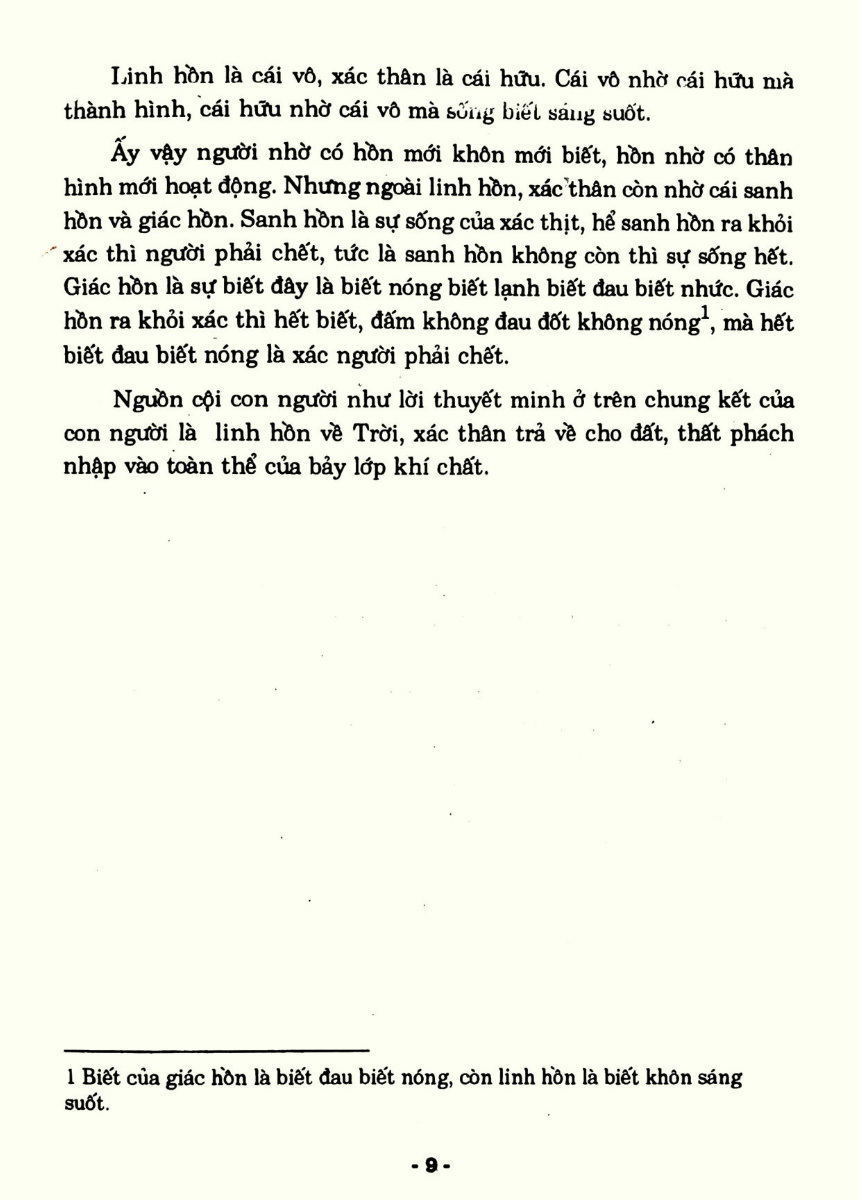 Linh hồn là cái vô, xác thân là cái hữu. Cái vô nhờ cái hữu mà
thành hình, cái hữu nhờ cái vô mà sống biết sáng suốt.
Ấy vậy người nhờ có hồn mới khôn mới biết, hồn nhờ có thân
hình mới hoạt động. Nhưng ngoài linh hồn, xác thân còn nhờ cái sanh
hồn và giác hồn. Sanh hồn là sự sống của xác thịt, hể sanh hồn ra khỏi
xác thì người phải chết, tức là sanh hồn không còn thì sự sống hết.
Giác hồn là sự biết đây là biết nóng biết lạnh biết đau biết nhức. Giác
hồn ra khỏi xác thì hết biết, đấm không đau đốt không nóng1, mà hết
biết đau biết nóng là xác người phải chết.
Nguồn cội con người như lời thuyết minh ở trên chung kết của
con người là linh hồn về Trời, xác thân trả về cho đất, thất phách
nhập vào toàn thể của bảy lớp khí chất.
1 Biết của giác hồn là biết đau biết nóng, còn linh hồn là biết khôn sáng
suốt.
- 9 -